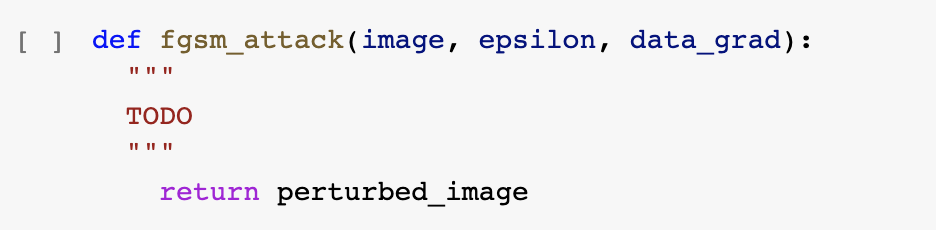 [ ] def fgsm_attack(image, epsilon, data_grad):
"""
TODO
"""
return perturbed_image